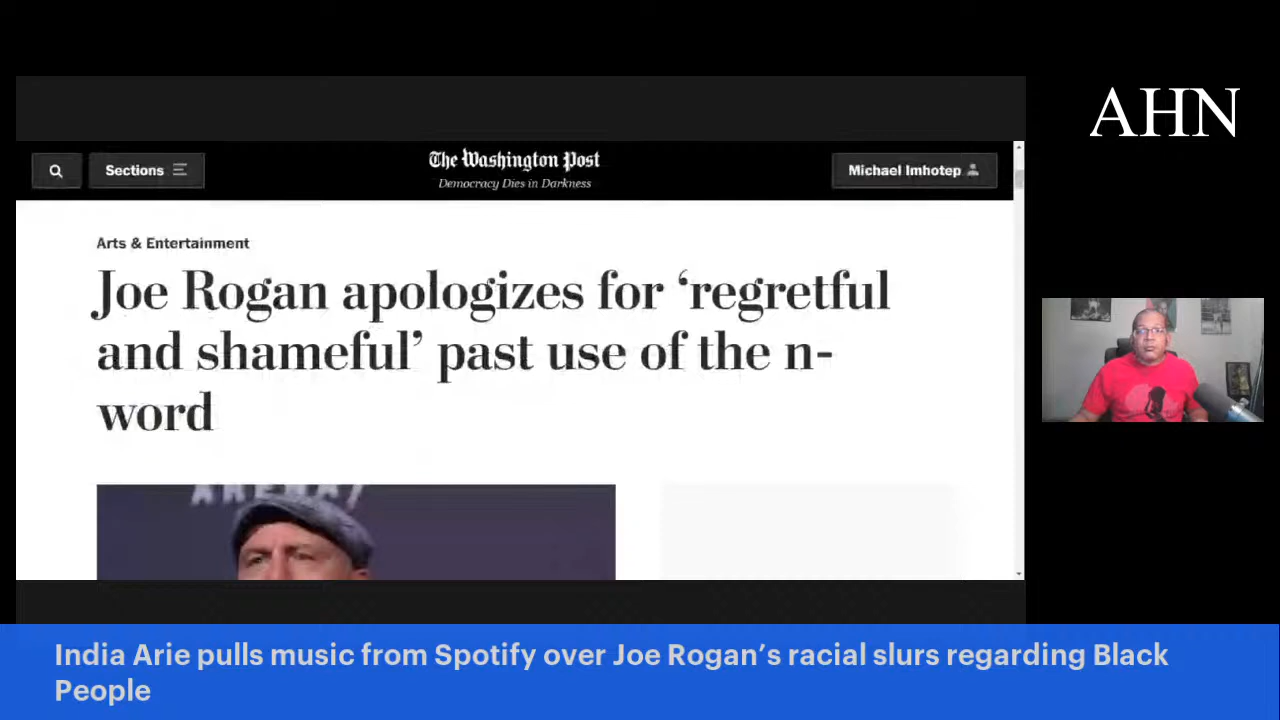 AHN
Sections
The Washington Post
Democracy Dies in Darkness
Michael Imhotep
Arts & Entertainment
Joe Rogan apologizes for ‘regretful
and shameful’ past use of the n-
word
ARENA/
India Arie pulls music from Spotify over Joe Rogan’s racial slurs regarding Black
People